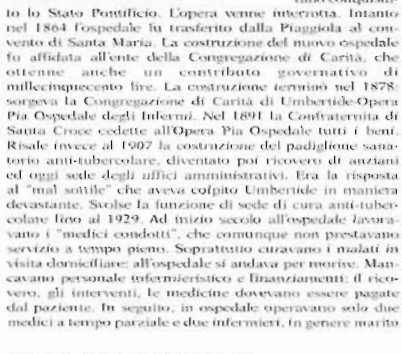 to lo Stato Pontificio. L'opera venne interrotta. Intanto
nel 1864 l'ospedale fu trasferito dalla Piaggiola al con-
vento di Santa Maria. La costruzione del nuovo ospedale
fu affidata all'ente della Congregazione di Carità, che
ottenne anche un contributo governativo di
millecinquecento lire. La costruzione terminò nel 1878:
sorgeva la Congregazione di Carità di Umbertide-Opera
Pia Ospedale degli Infermi. Nel 1891 la Confraternita di
Santa Croce cedette all'Opera Pia Ospedale tutti i beni.
Risale invece al 1907 la costruzione del padiglione sana-
torio anti-tubercolare, diventato poi ricovero di anziani
ed oggi sede degli uffici amministrativi. Era la risposta
al "mal sottile" che aveva colpito Umbertide in maniera
devastante. Svolse la funzione di sede di cura anti-tuber-
colare fino al 1929. Ad inizio secolo all'ospedale lavora-
vano i "medici condotti", che comunque non prestavano
servizio a tempo pieno. Soprattutto curavano i malati in
visita domiciliare; all'ospedale si andava per morire. Man-
cavano personale infermieristico e finanziamenti; il rico-
vero, gli interventi, le medicine dovevano essere pagate
dal paziente. In seguito, in ospedale operavano solo due
medici a tempo parziale e due infermieri, in genere marito